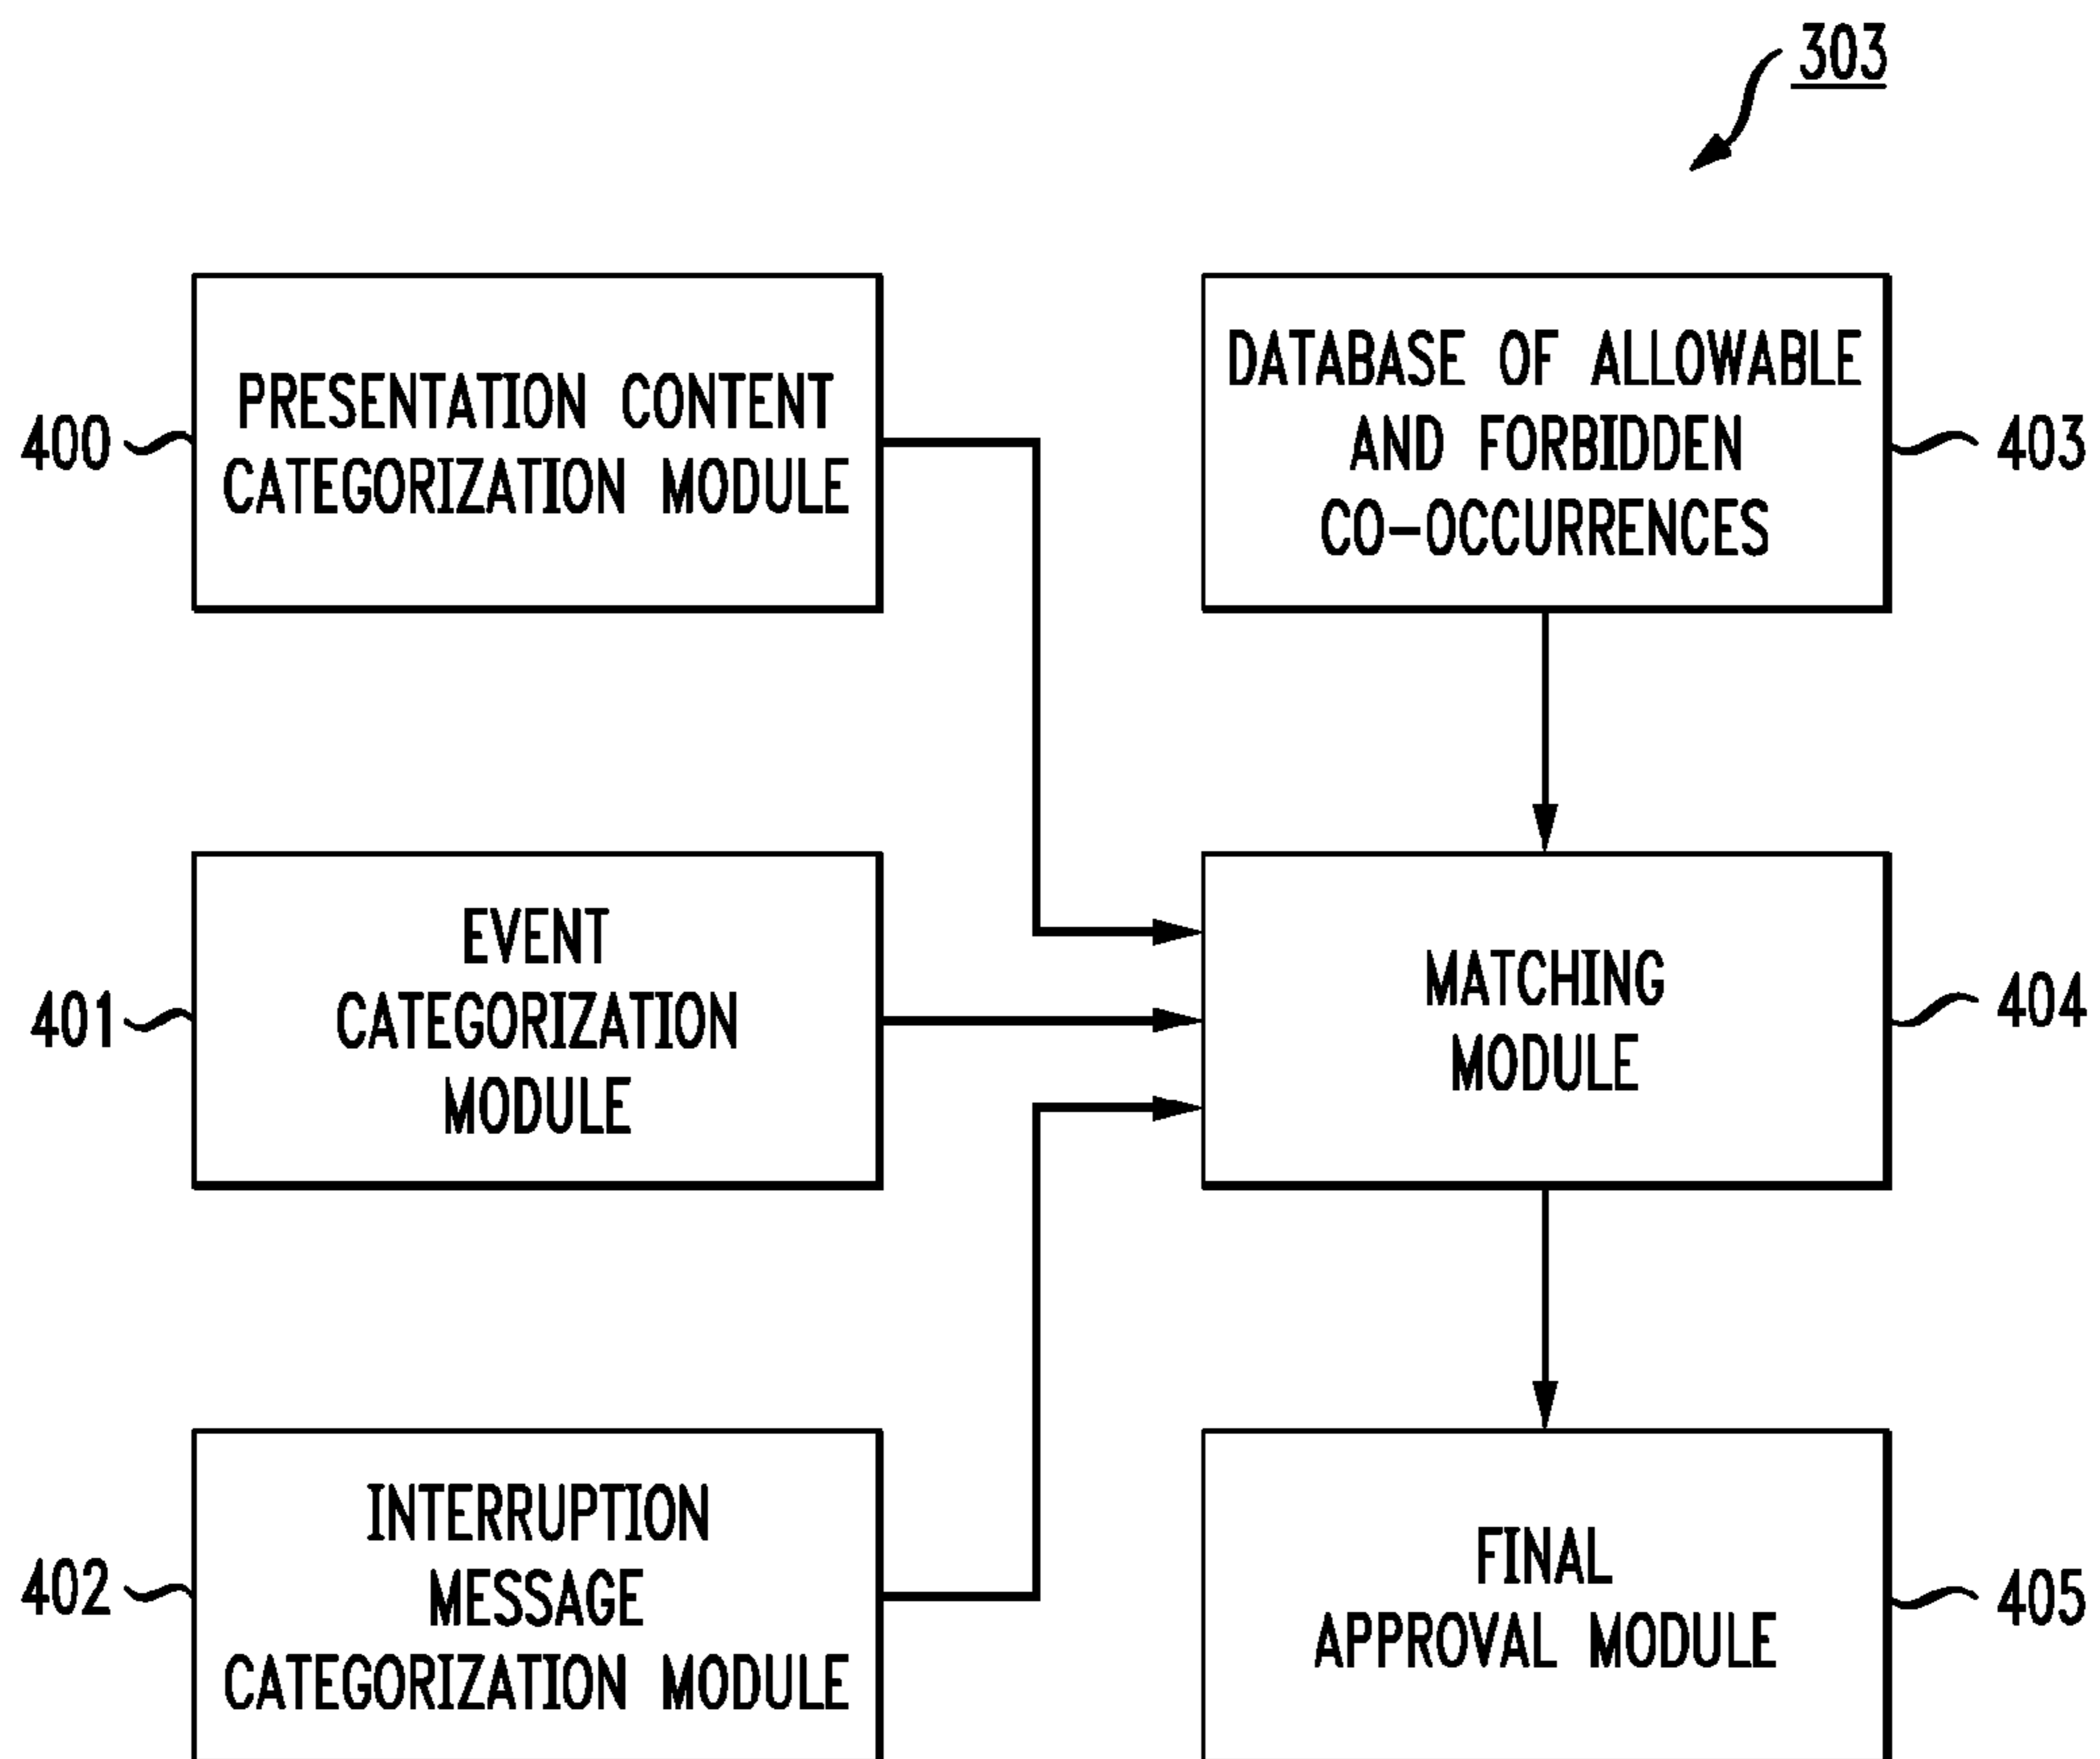 303
400
PRESENTATION CONTENT
CATEGORIZATION MODULE
DATABASE OF ALLOWABLE
AND FORBIDDEN
CO-OCCURRENCES
403
401
EVENT
CATEGORIZATION
MODULE
MATCHING
MODULE
404
402
INTERRUPTION
MESSAGE
CATEGORIZATION MODULE
FINAL
APPROVAL MODULE
405